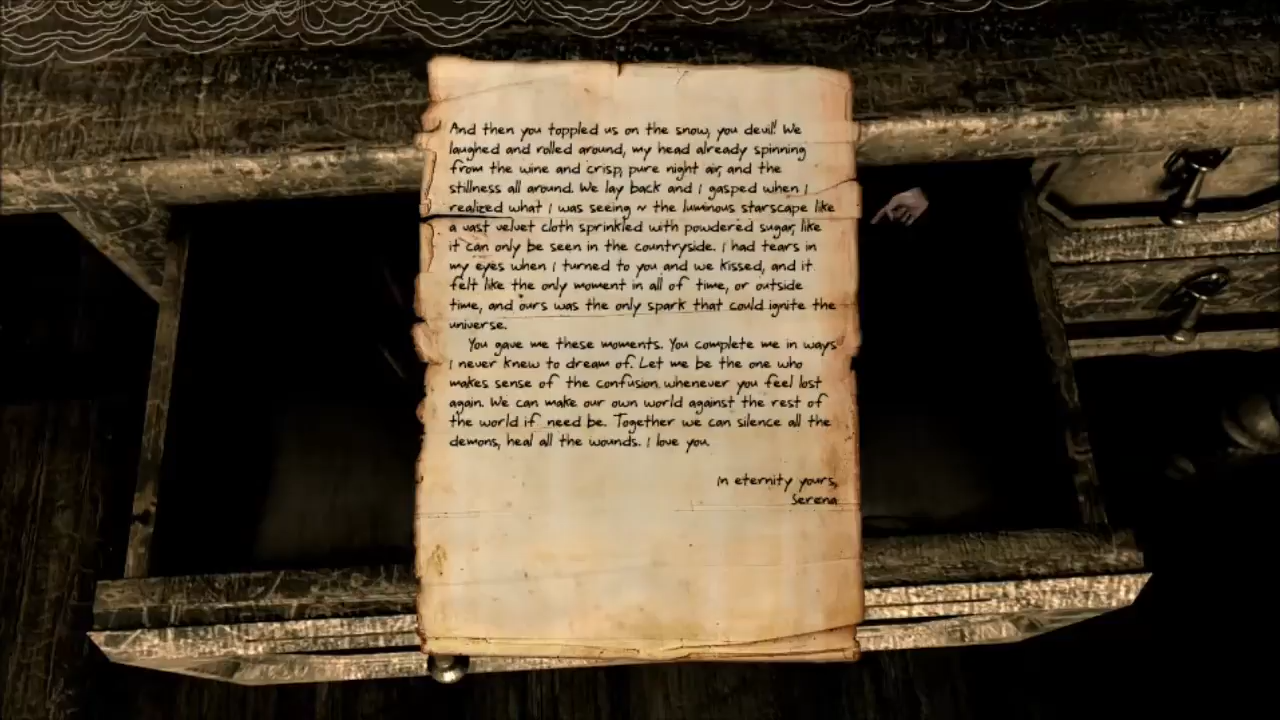 And then you toppled us on the snow, you devil! We
laughed and rolled around, my head already spinning
from the wine and crisp, pure night air, and the
stillness all around. We lay back and I gasped when I
realized what I was seeing ~ the luminous starscape like
a vast velvet cloth sprinkled with powdered sugar, like
it can only be seen in the countryside. I had tears in
my eyes when I turned to you and we kissed, and it
felt like the only moment in all of time, or outside
time, and ours was the only spark that could ignite the
universe.
You gave me these moments. You complete me in ways
I never knew to dream of. Let me be the one who
makes sense of the confusion whenever you feel lost
again. We can make our own world against the rest of
the world if need be. Together we can silence all the
demons, heal all the wounds. I love you.
In eternity yours,
Serena